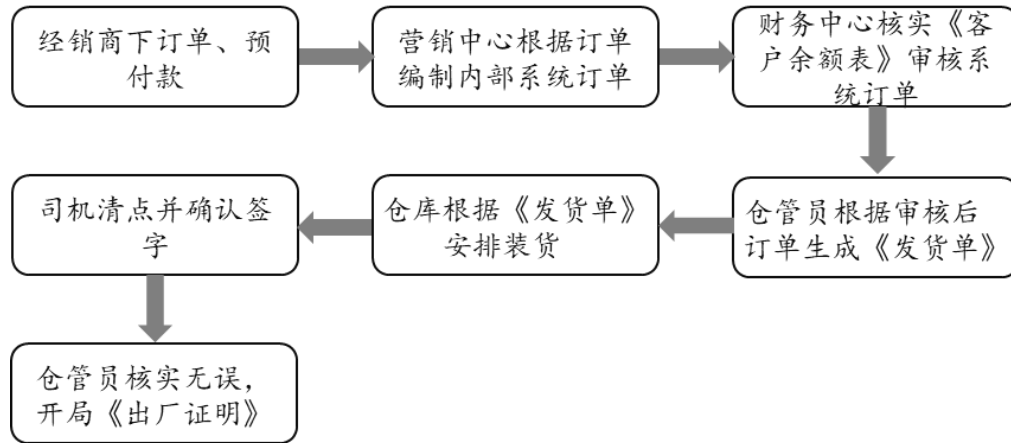 经销商下订单、预
付款
营销中心根据订单
编制内部系统订单
财务中心核实《客
户余额表》审核系
统订单
仓管员根据审核后
订单生成《发货单》
仓库根据《发货单》
安排装货
司机清点并确认签
字
仓管员核实无误，
开局《出厂证明》